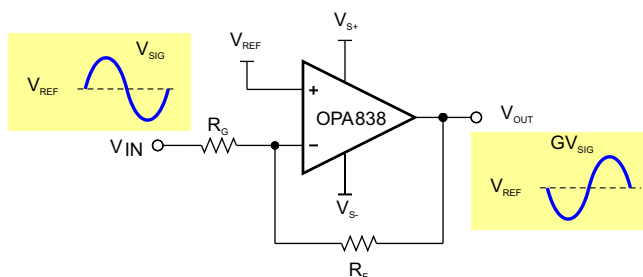 V_SIG
V_REF
V_IN
R_G
V_REF
V_S+
+
OPA838
−
V_S-
R_F
V_OUT
GV_SIG
V_REF